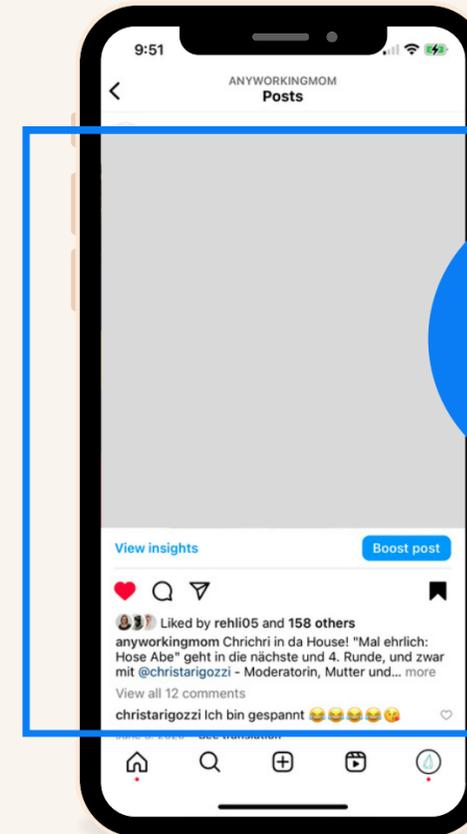 9:51
ANYWORKINGMOM
Posts
View insights
Boost post
Liked by rehli05 and 158 others
anyworkingmom Chrichri in da House! "Mal ehrlich:
Hose Abe" geht in die nächste und 4. Runde, und zwar
mit @christarigozzi - Moderatorin, Mutter und... more
View all 12 comments
christarigozzi Ich bin gespannt 😂😂😂😂😘